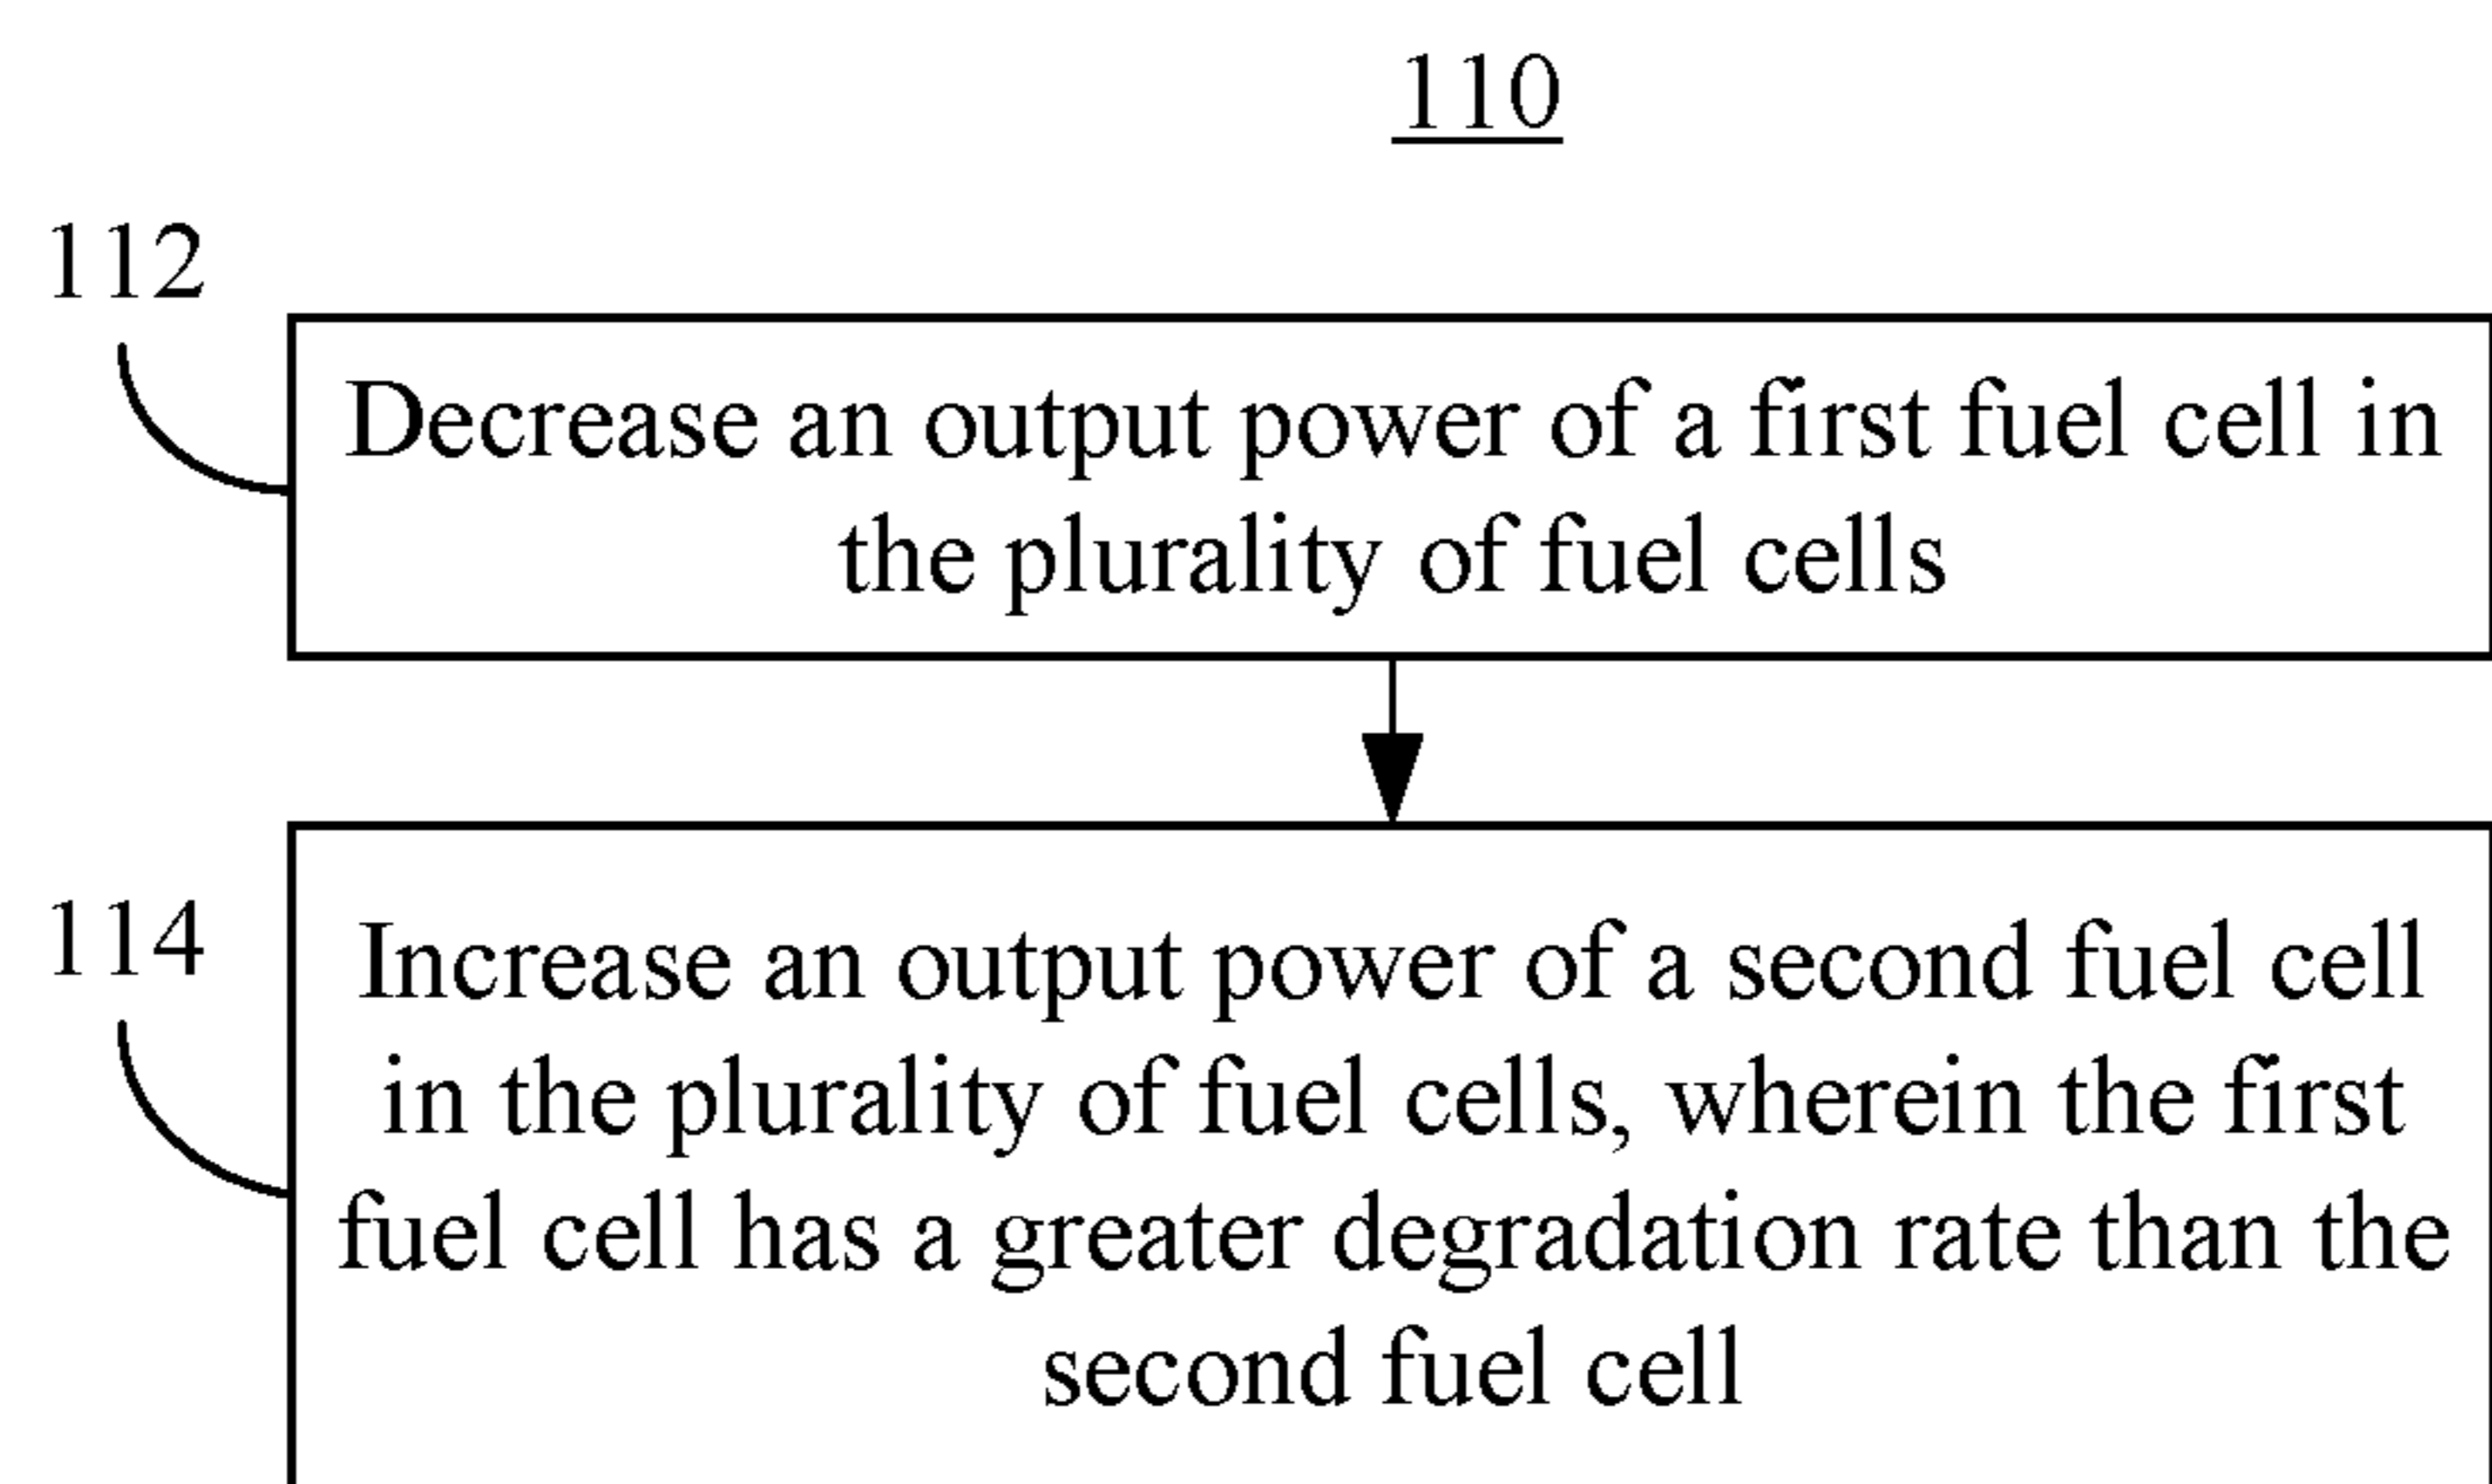 110
112
Decrease an output power of a first fuel cell in
the plurality of fuel cells
114
Increase an output power of a second fuel cell
in the plurality of fuel cells, wherein the first
fuel cell has a greater degradation rate than the
second fuel cell